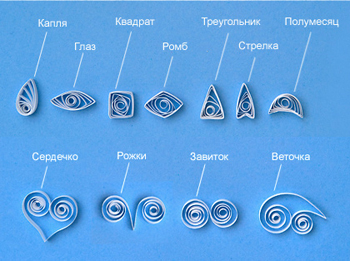 Капля
Глаз
Квадрат
Ромб
Треугольник
Стрелка
Полумесяц
Сердечко
Рожки
Завиток
Веточка